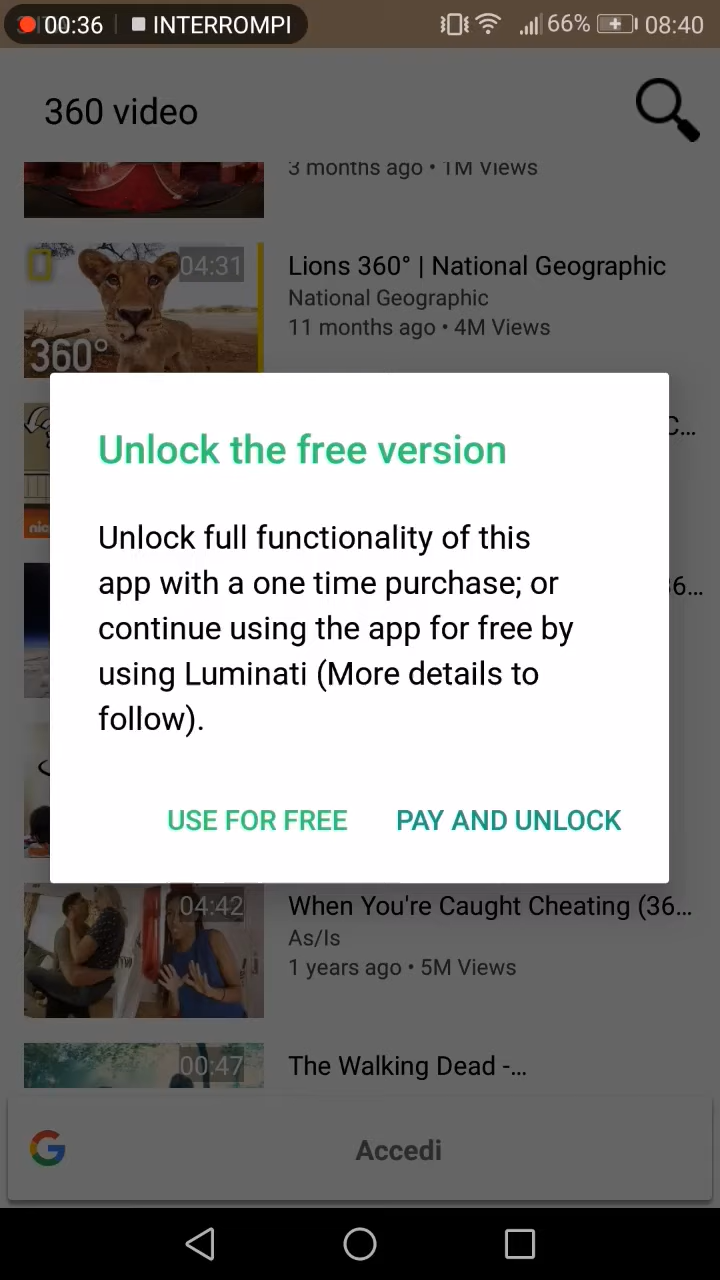 00:36 INTERROMPI 66% 08:40
360 video
3 months ago • 1M Views
04:31
360°
Lions 360° | National Geographic
National Geographic
11 months ago • 4M Views
C...
nic
Unlock the free version
Unlock full functionality of this
app with a one time purchase; or
continue using the app for free by
using Luminati (More details to
follow).
USE FOR FREE PAY AND UNLOCK
6...
04:42
When You're Caught Cheating (36...
As/Is
1 years ago • 5M Views
00:47
The Walking Dead -...
G Accedi